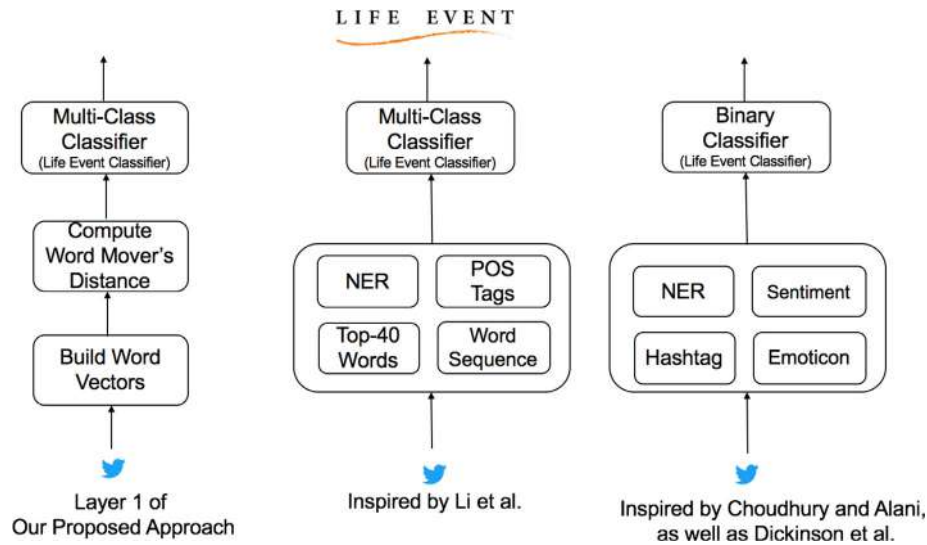 LIFE EVENT
Multi-Class
Classifier
(Life Event Classifier)
Compute
Word Mover's
Distance
Build Word
Vectors
Layer 1 of
Our Proposed Approach
Multi-Class
Classifier
(Life Event Classifier)
NER
POS
Tags
Top-40
Words
Word
Sequence
Inspired by Li et al.
Binary
Classifier
(Life Event Classifier)
NER
Sentiment
Hashtag
Emoticon
Inspired by Choudhury and Alani,
as well as Dickinson et al.